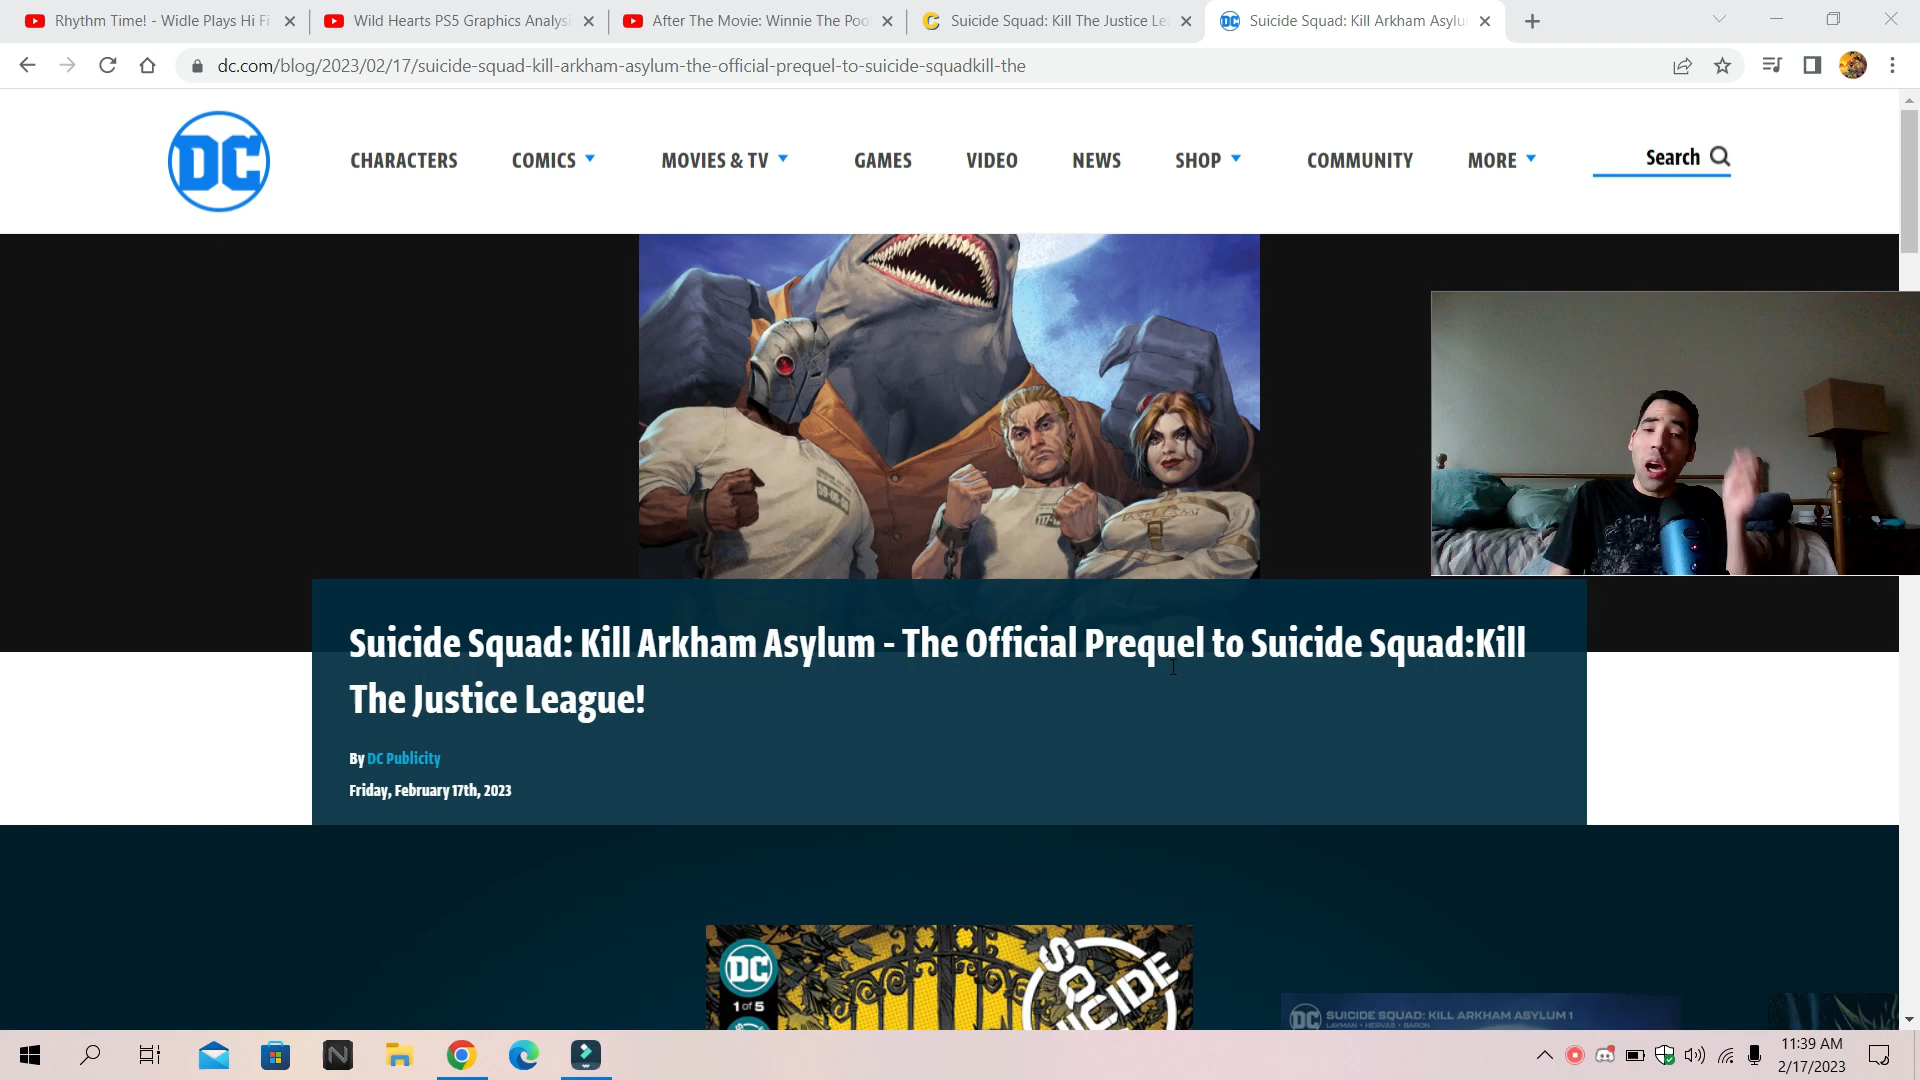 Rhythm Time! - Widle Plays Hi Fi
Wild Hearts PS5 Graphics Analysi
After The Movie: Winnie The Poo
Suicide Squad: Kill The Justice Le
Suicide Squad: Kill Arkham Asylu
dc.com/blog/2023/02/17/suicide-squad-kill-arkham-asylum-the-official-prequel-to-suicide-squadkill-the
DC
CHARACTERS
COMICS
MOVIES & TV
GAMES
VIDEO
NEWS
SHOP
COMMUNITY
MORE
Search
Suicide Squad: Kill Arkham Asylum - The Official Prequel to Suicide Squad:Kill
The Justice League!
By DC Publicity
Friday, February 17th, 2023
DC
1 of 5
SUICIDE
DC
SUICIDE SQUAD: KILL ARKHAM ASYLUM 1
LAYMAN • HERVAS • BARON
11:39 AM
2/17/2023